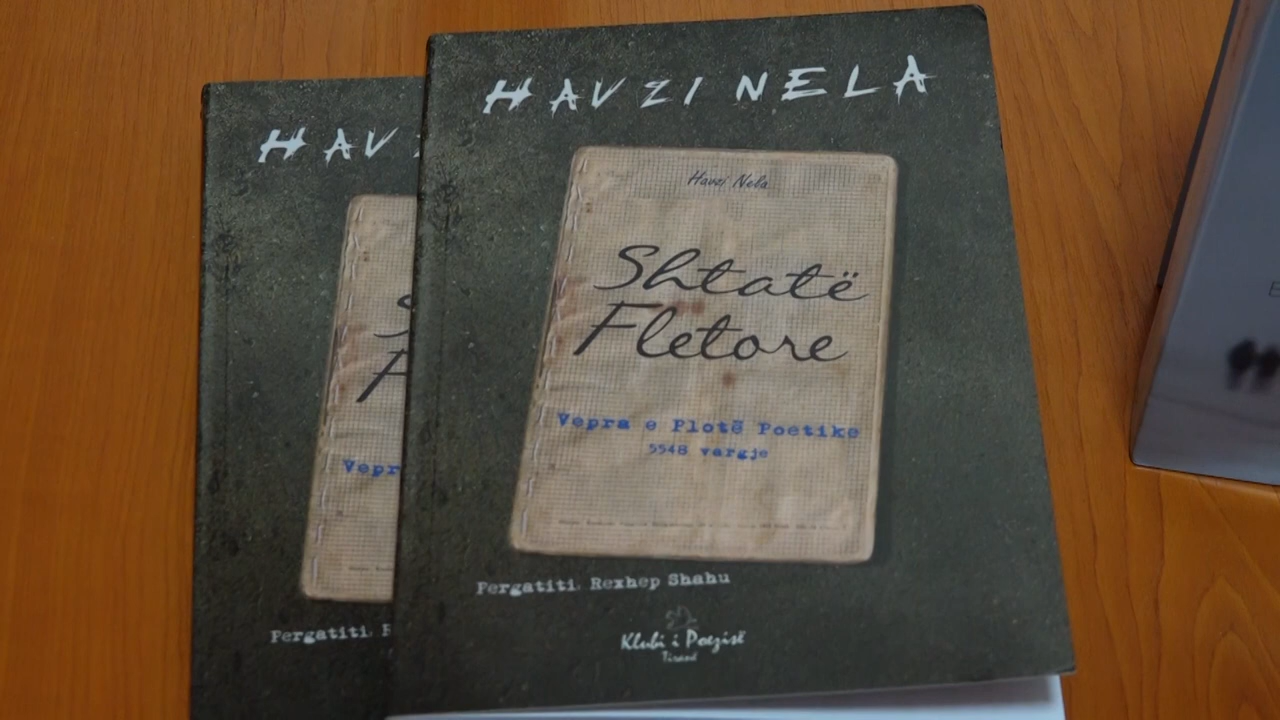 HAVZI NELA
Havzi Nela
Shtatë
Fletore
Vepra e Plotë Poetike
5548 vargje
Pergatiti: Rexhep Shahu
Klubi i Poezisë
Tiranë
HAV
Vepr
Pergatiti: